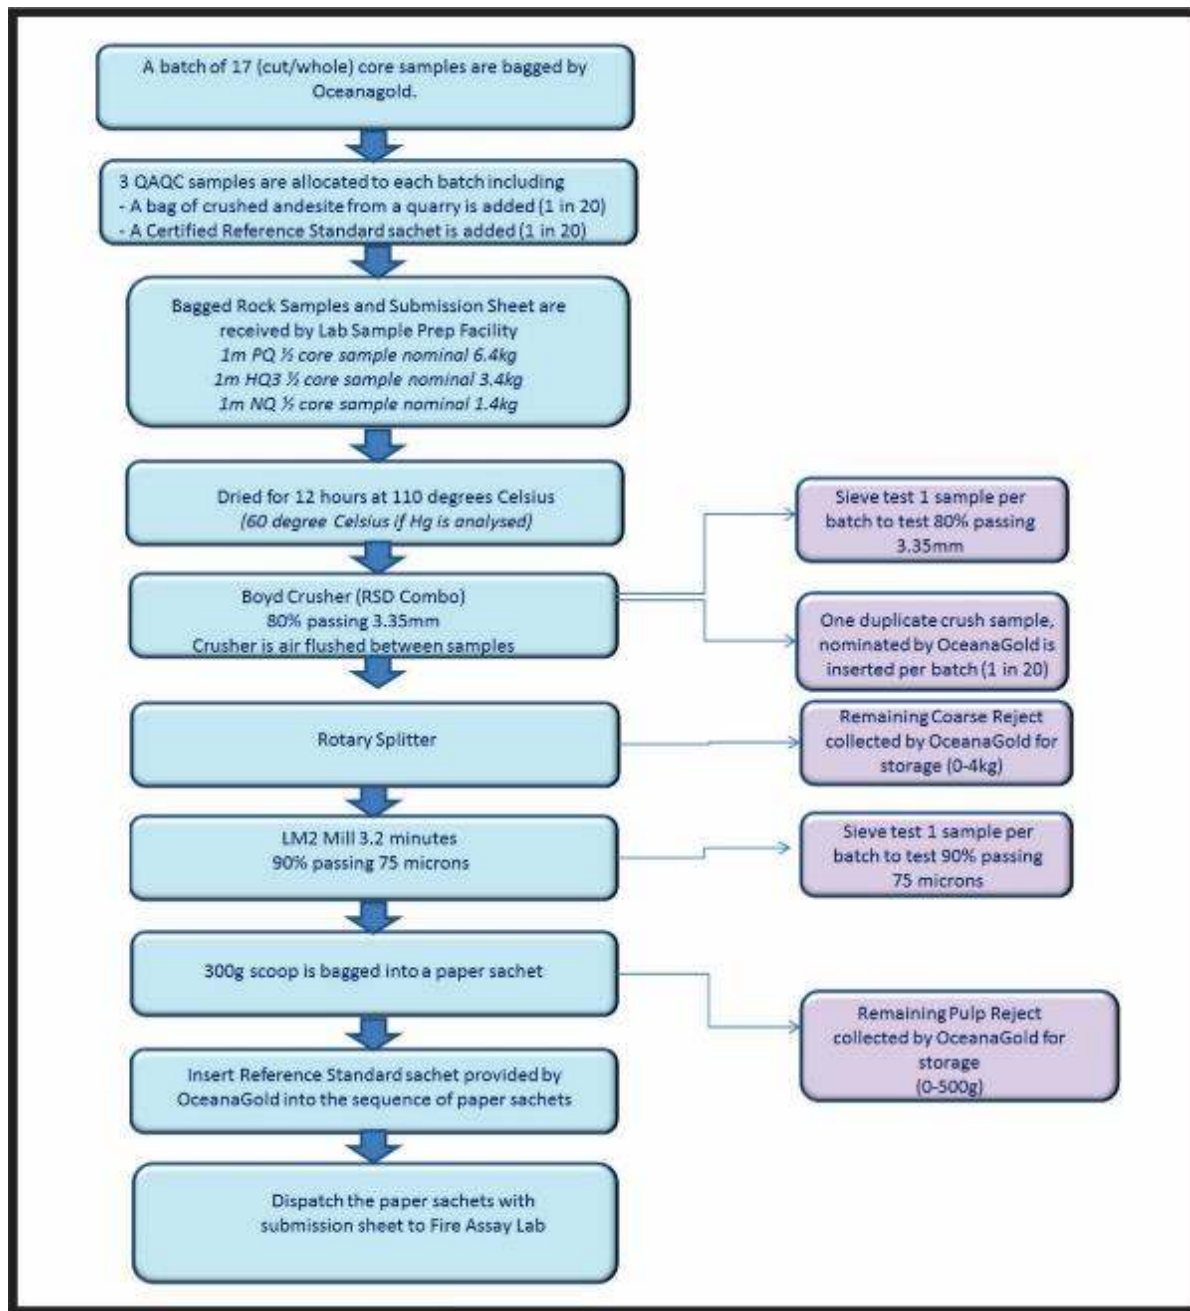 A batch of 17 (cut/whole) core samples are bagged by
Oceanagold.
3 QAQC samples are allocated to each batch including
- A bag of crushed andesite from a quarry is added (1 in 20)
- A Certified Reference Standard sachet is added (1 in 20)
Bagged Rock Samples and Submission Sheet are
received by Lab Sample Prep Facility
1m PQ ½ core sample nominal 6.4kg
1m HQ3 ½ core sample nominal 3.4kg
1m NQ ½ core sample nominal 1.4kg
Dried for 12 hours at 110 degrees Celsius
(60 degree Celsius if Hg is analysed)
Sieve test 1 sample per
batch to test 80% passing
3.35mm
Boyd Crusher (RSD Combo)
80% passing 3.35mm
Crusher is air flushed between samples
One duplicate crush sample,
nominated by OceanaGold is
inserted per batch (1 in 20)
Rotary Splitter
Remaining Coarse Reject
collected by OceanaGold for
storage (0-4kg)
LM2 Mill 3.2 minutes
90% passing 75 microns
Sieve test 1 sample per
batch to test 90% passing
75 microns
300g scoop is bagged into a paper sachet
Remaining Pulp Reject
collected by OceanaGold for
storage
(0-500g)
Insert Reference Standard sachet provided by
OceanaGold into the sequence of paper sachets
Dispatch the paper sachets with
submission sheet to Fire Assay Lab